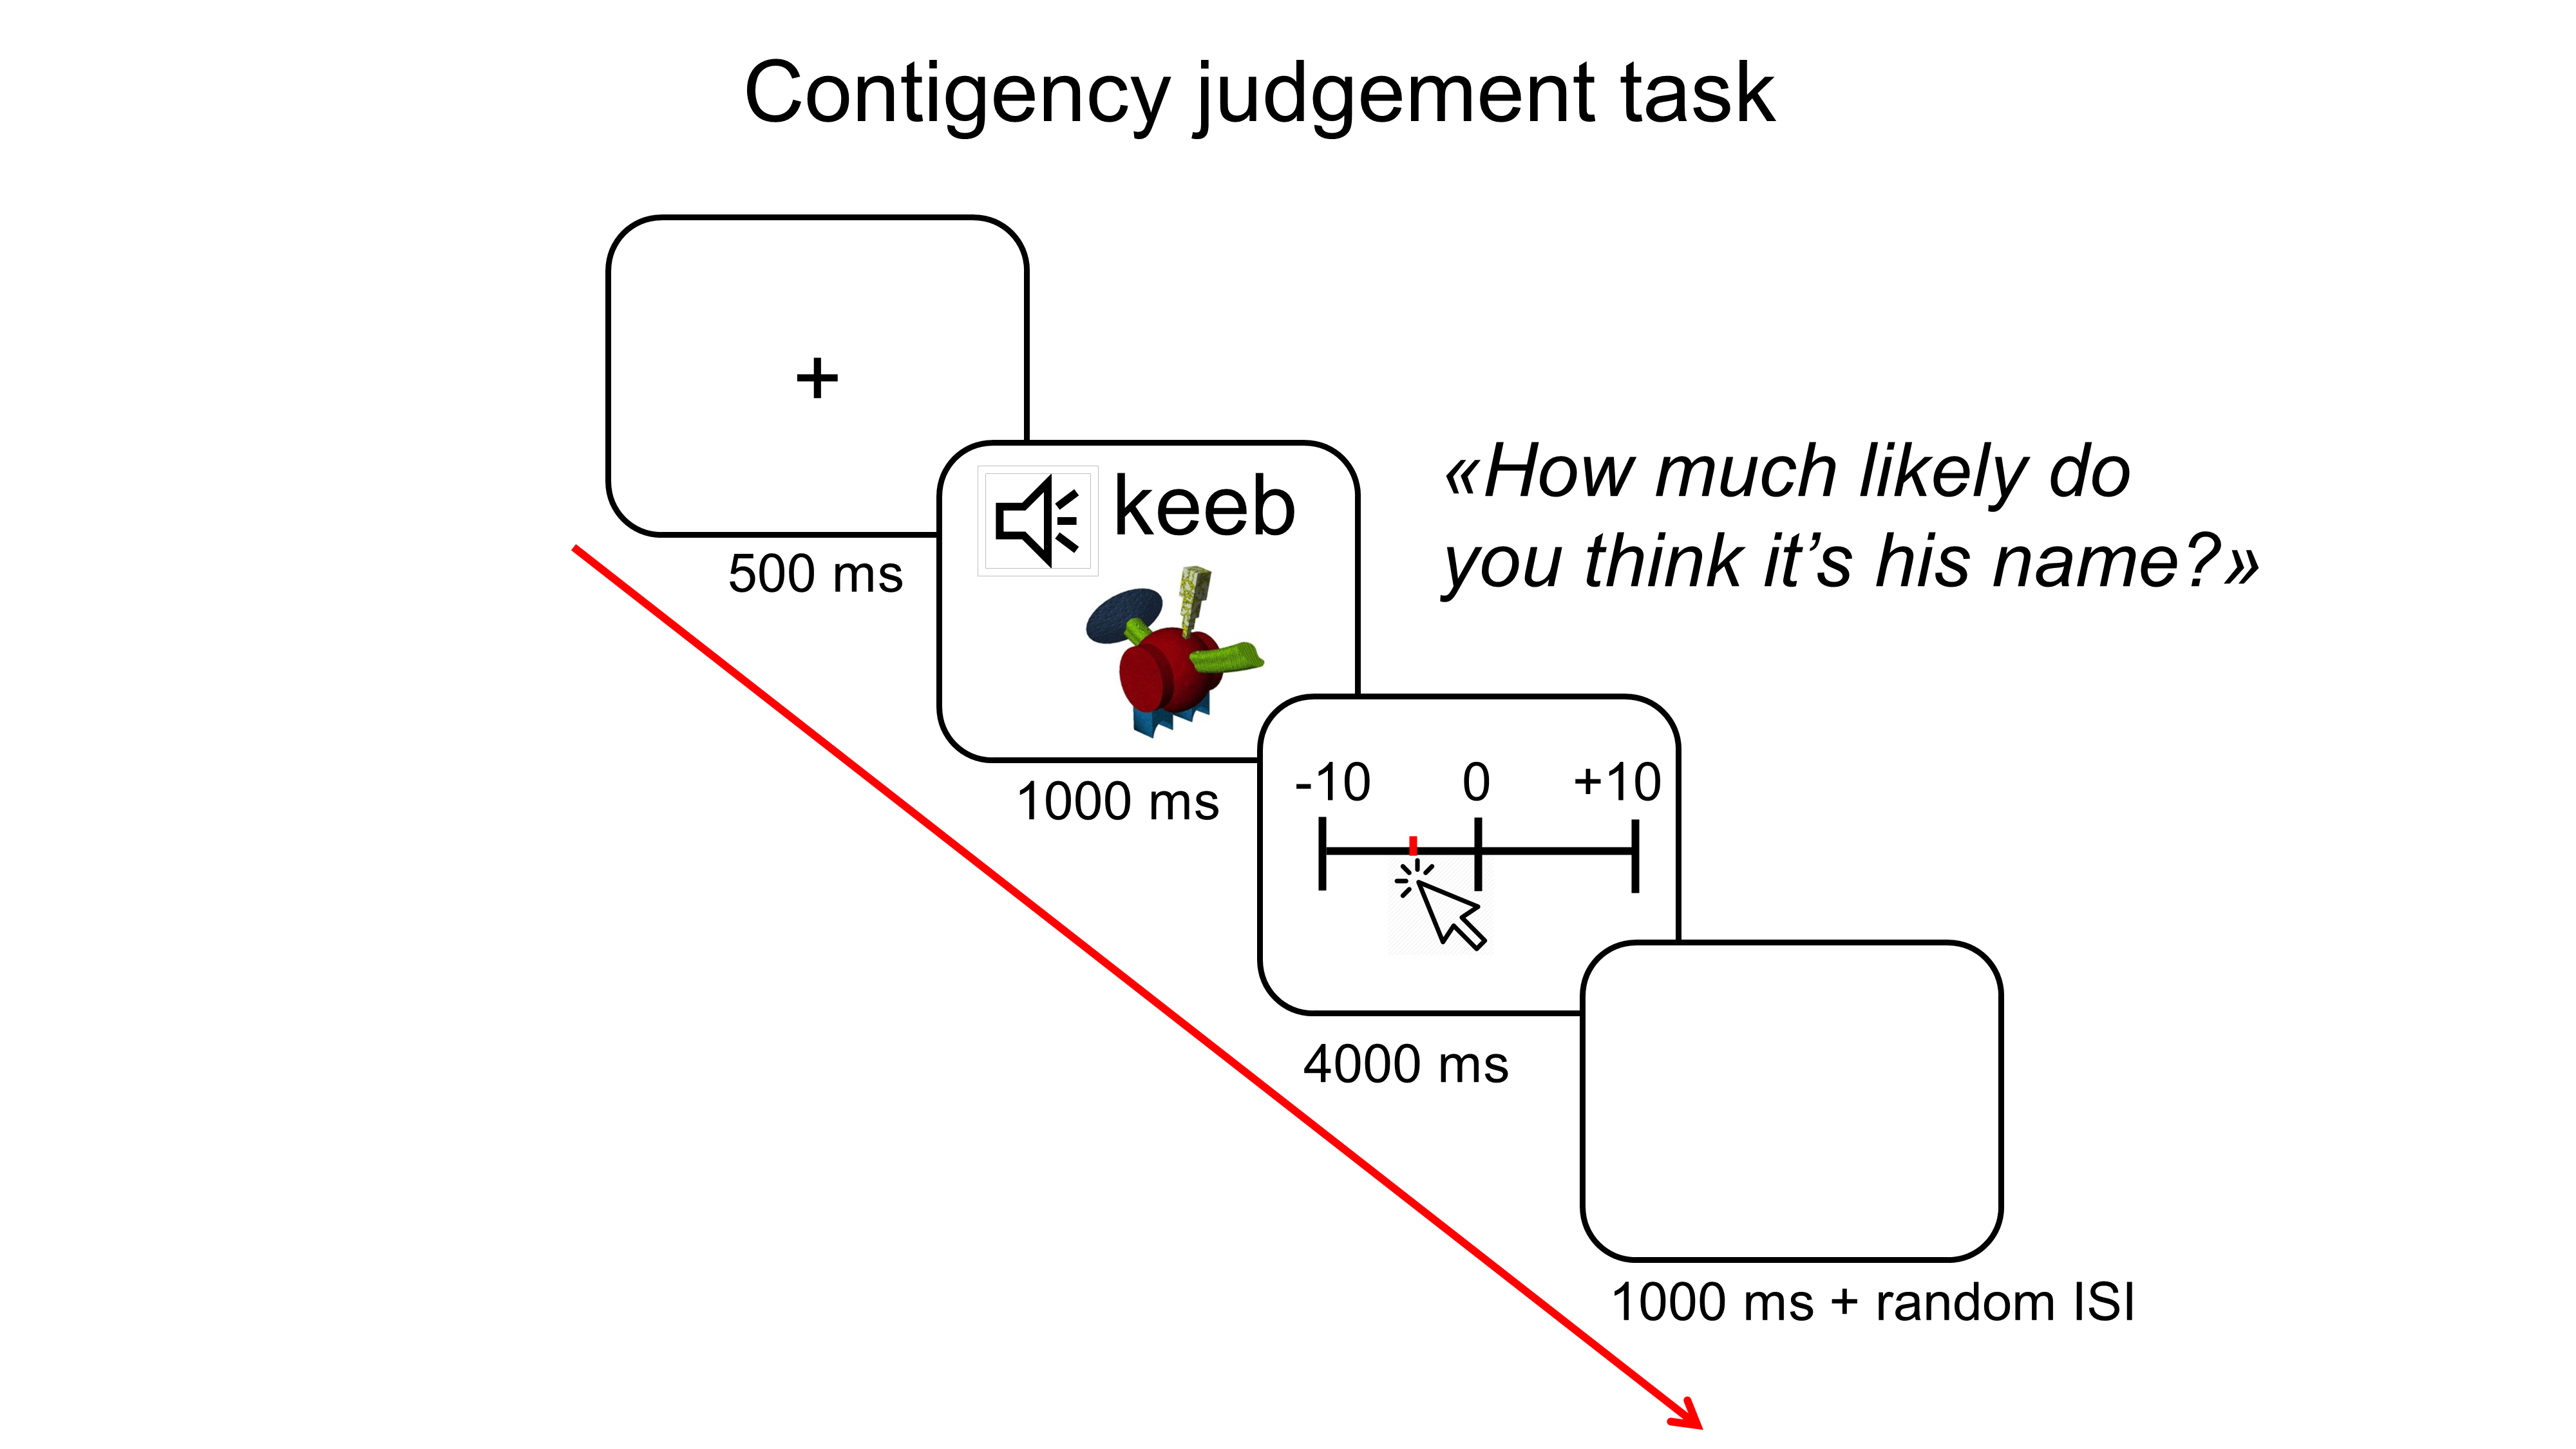 Contigency judgement task
+
500 ms
keeb
«How much likely do
you think it’s his name?»
1000 ms
-10 0 +10
4000 ms
1000 ms + random ISI